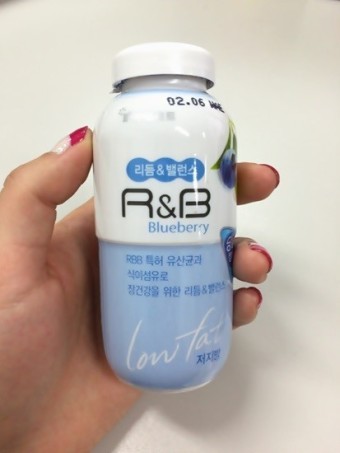 02.06
리듬&밸런스
R&B
Blueberry
RBB 특허 유산균과
식이섬유로
장건강을 위한 리듬&밸런스
low fat
저지방